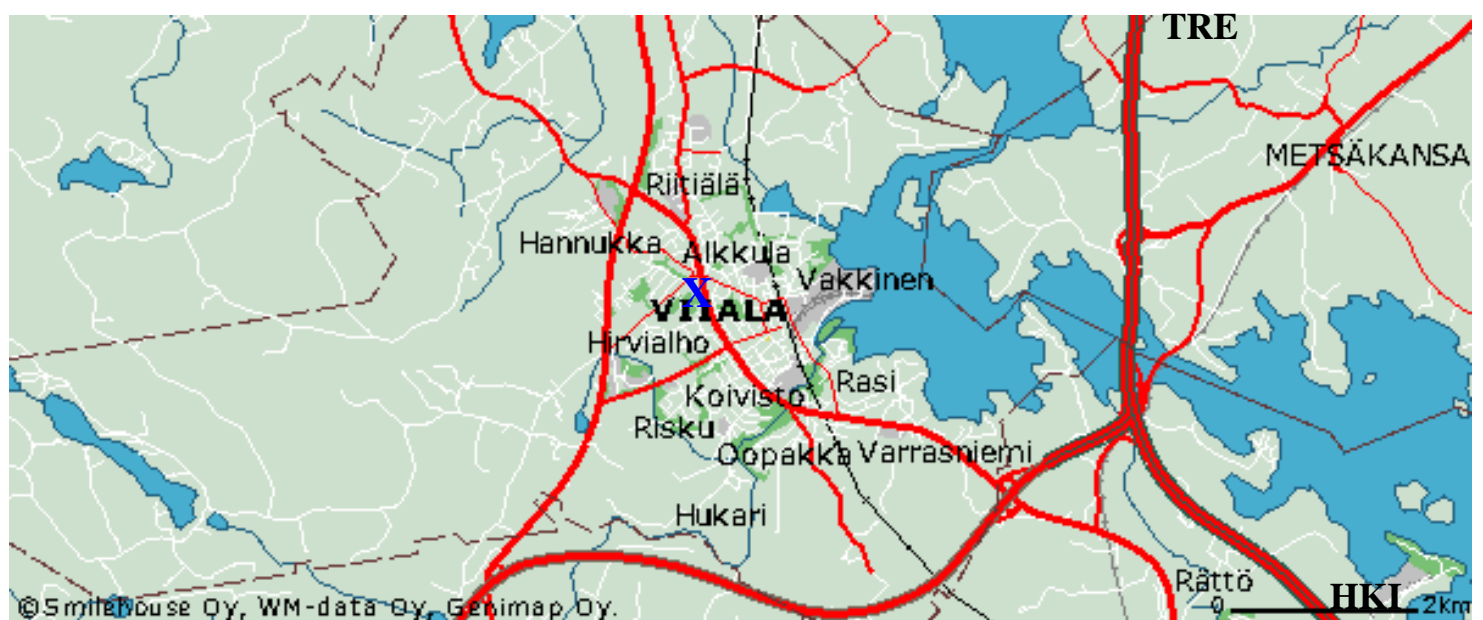 TRE
METSÄKANSA
Riitiälä
Hannukka
Alkkula
Vakkinen
X
VIIALA
Hirvialho
Rasi
Koivisto
Risku
Oopakka
Varrasniemi
Hukari
Rättö
©Smilehouse Oy, WM-data Oy, Genimap Oy.
HKI
0 2km